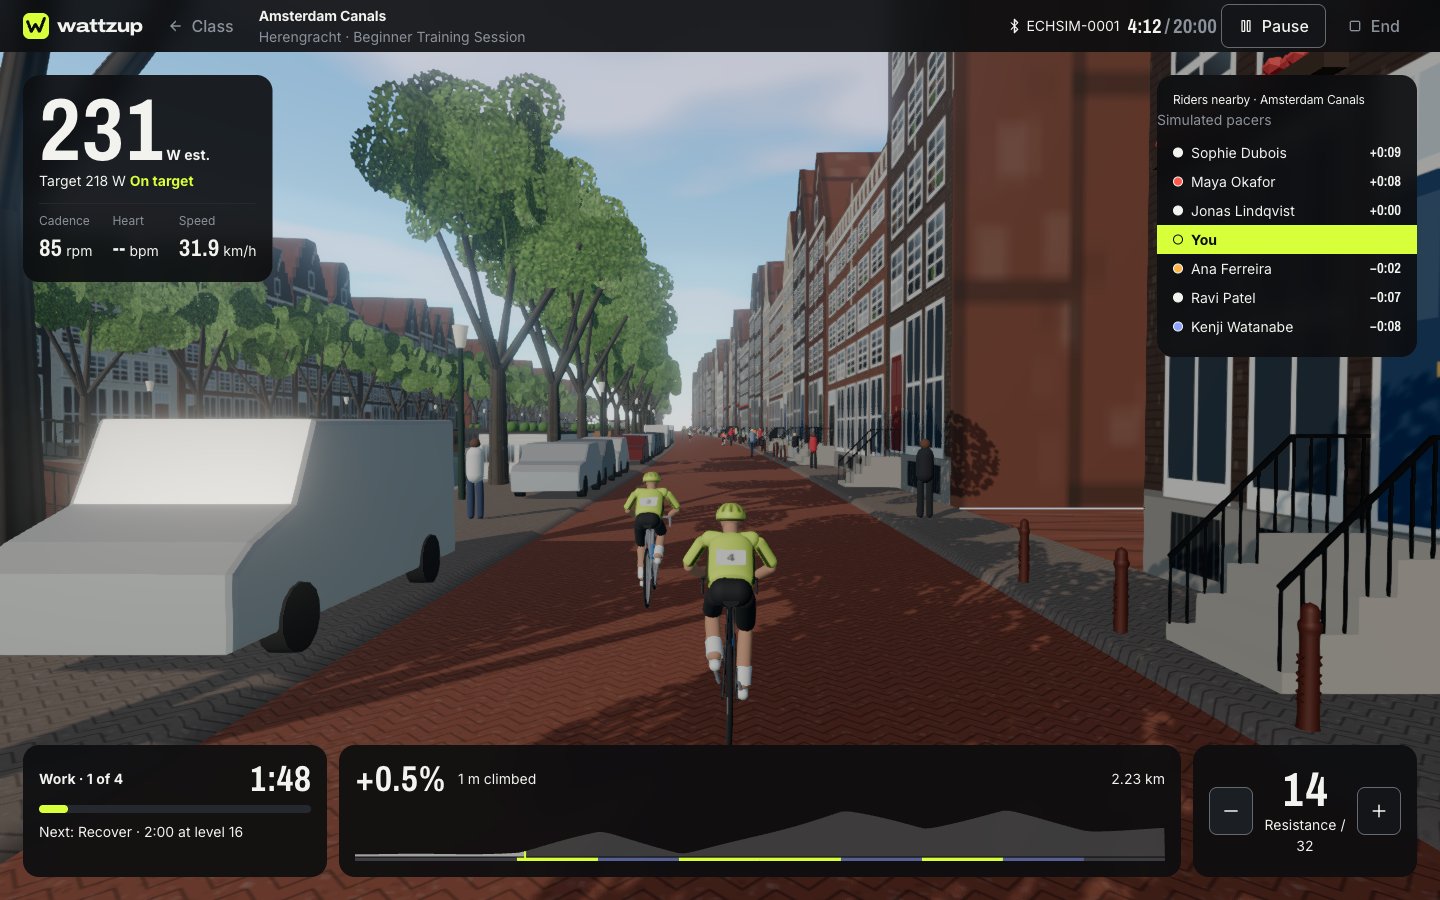 wattzup
Class
Amsterdam Canals
Herengracht · Beginner Training Session
ECHSIM-0001 4:12 / 20:00
Pause
End
231 W est.
Target 218 W On target
Cadence Heart Speed
85 rpm -- bpm 31.9 km/h
Riders nearby · Amsterdam Canals
Simulated pacers
Sophie Dubois +0:09
Maya Okafor +0:08
Jonas Lindqvist +0:00
You
Ana Ferreira −0:02
Ravi Patel −0:07
Kenji Watanabe −0:08
4
Work · 1 of 4 1:48
Next: Recover · 2:00 at level 16
+0.5% 1 m climbed 2.23 km
− 14 +
Resistance /
32